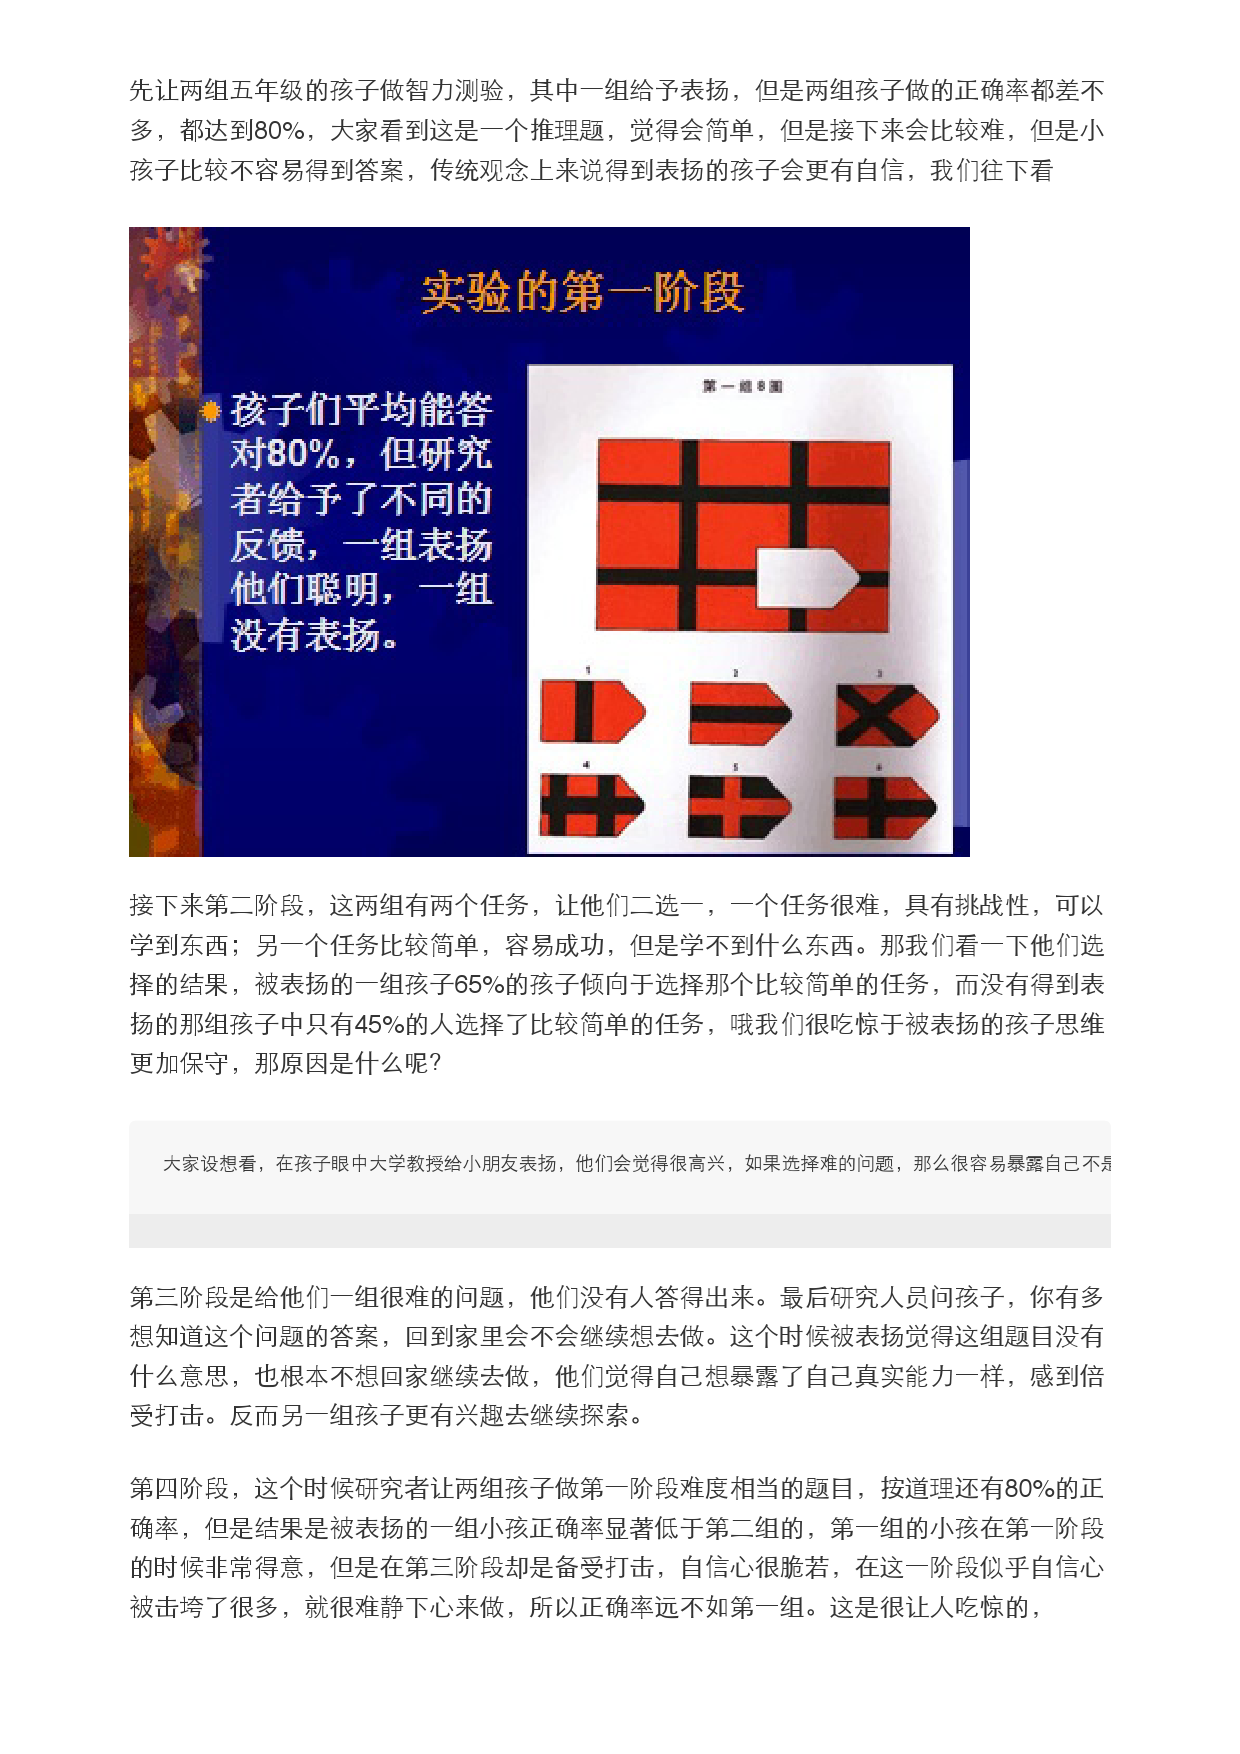 先让两组五年级的孩子做智力测验，其中一组给予表扬，但是两组孩子做的正确率都差不
多，都达到80%，大家看到这是一个推理题，觉得会简单，但是接下来会比较难，但是小
孩子比较不容易得到答案，传统观念上来说得到表扬的孩子会更有自信，我们往下看
实验的第一阶段
孩子们平均能答
对80%，但研究
者给予了不同的
反馈，一组表扬
他们聪明，一组
没有表扬。
第一组8圖
1
2
3
4
5
6
接下来第二阶段，这两组有两个任务，让他们二选一，一个任务很难，具有挑战性，可以
学到东西；另一个任务比较简单，容易成功，但是学不到什么东西。那我们看一下他们选
择的结果，被表扬的一组孩子65%的孩子倾向于选择那个比较简单的任务，而没有得到表
扬的那组孩子中只有45%的人选择了比较简单的任务，哦我们很吃惊于被表扬的孩子思维
更加保守，那原因是什么呢？
大家设想看，在孩子眼中大学教授给小朋友表扬，他们会觉得很高兴，如果选择难的问题，那么很容易暴露自己不是
第三阶段是给他们一组很难的问题，他们没有人答得出来。最后研究人员问孩子，你有多
想知道这个问题的答案，回到家里会不会继续想去做。这个时候被表扬觉得这组题目没有
什么意思，也根本不想回家继续去做，他们觉得自己想暴露了自己真实能力一样，感到倍
受打击。反而另一组孩子更有兴趣去继续探索。
第四阶段，这个时候研究者让两组孩子做第一阶段难度相当的题目，按道理还有80%的正
确率，但是结果是被表扬的一组小孩正确率显著低于第二组的，第一组的小孩在第一阶段
的时候非常得意，但是在第三阶段却是备受打击，自信心很脆若，在这一阶段似乎自信心
被击垮了很多，就很难静下心来做，所以正确率远不如第一组。这是很让人吃惊的，